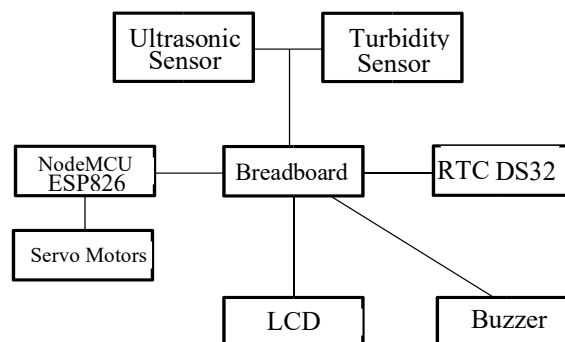 Ultrasonic
Sensor
Turbidity
Sensor
NodeMCU
ESP826
Breadboard
RTC DS32
Servo Motors
LCD
Buzzer